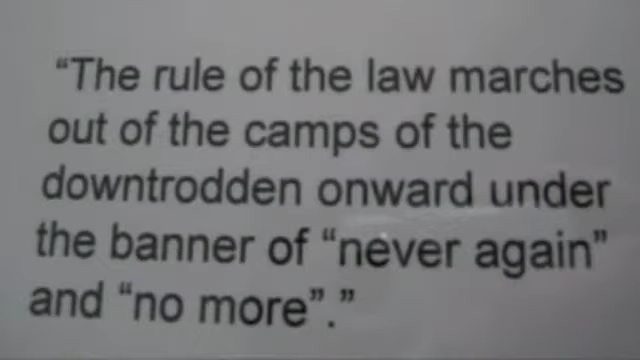 “The rule of the law marches
out of the camps of the
downtrodden onward under
the banner of “never again”
and “no more”.”